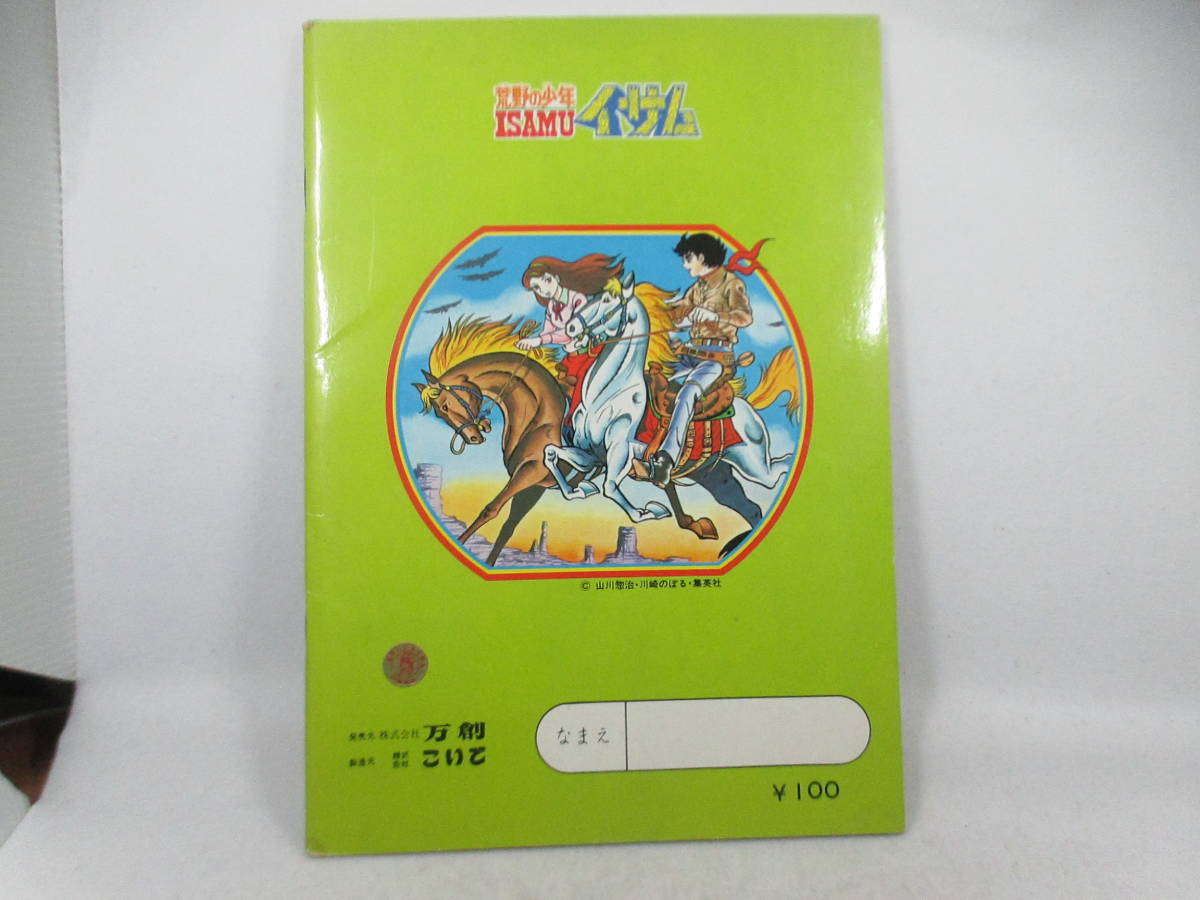 荒野の少年
ISAMU イサム
© 山川惣治・川崎のぼる・集英社
発売元 株式会社 万創
製造元 株式会社 こいで
なまえ
¥100